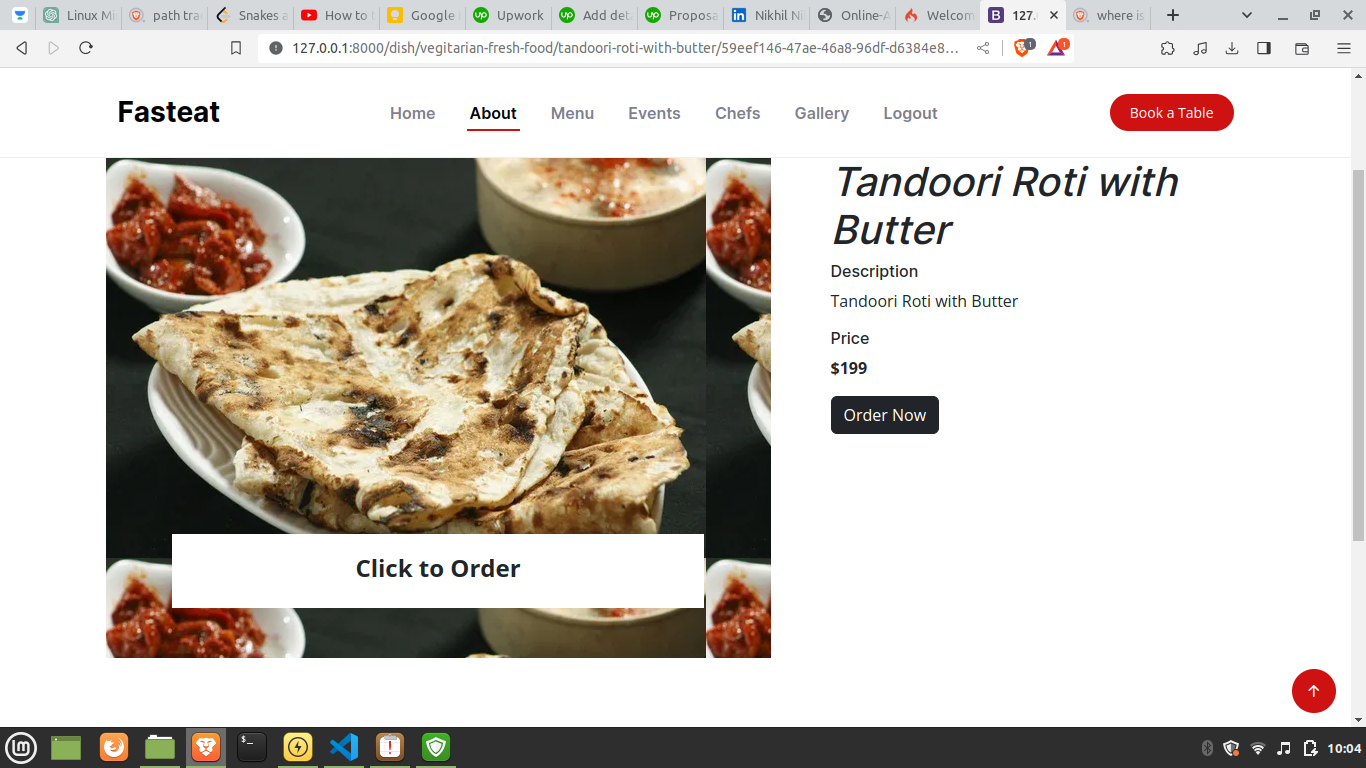 Linux Mi
path tra
Snakes a
How to
Google
Upwork
Add det
Proposa
Nikhil Ni
Online-A
Welcom
127.
where is
127.0.0.1:8000/dish/vegitarian-fresh-food/tandoori-roti-with-butter/59eef146-47ae-46a8-96df-d6384e8...
1
1
Fasteat
Home
About
Menu
Events
Chefs
Gallery
Logout
Book a Table
Tandoori Roti with
Butter
Description
Tandoori Roti with Butter
Price
$199
Order Now
Click to Order
10:04